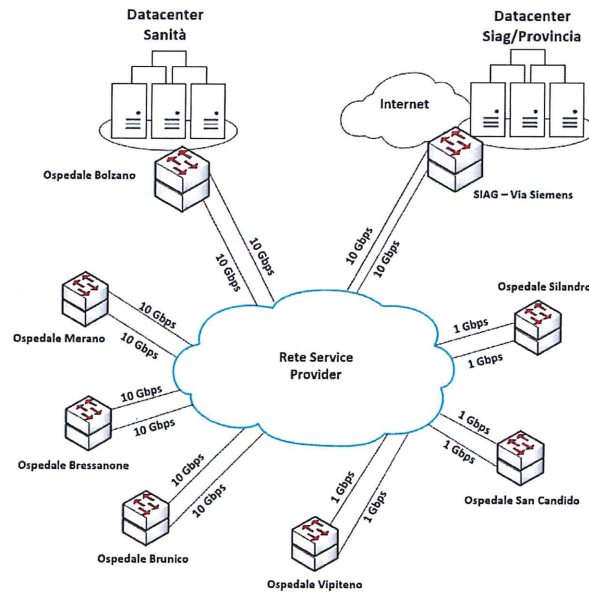 Datacenter
Sanità
Datacenter
Siag/Provincia
Internet
Ospedale Bolzano
SIAG – Via Siemens
10 Gbps
10 Gbps
10 Gbps
10 Gbps
Ospedale Silandro
10 Gbps
10 Gbps
1 Gbps
1 Gbps
Ospedale Merano
Rete Service
Provider
10 Gbps
10 Gbps
1 Gbps
1 Gbps
Ospedale Bressanone
10 Gbps
10 Gbps
1 Gbps
1 Gbps
Ospedale San Candido
Ospedale Brunico
Ospedale Vipiteno